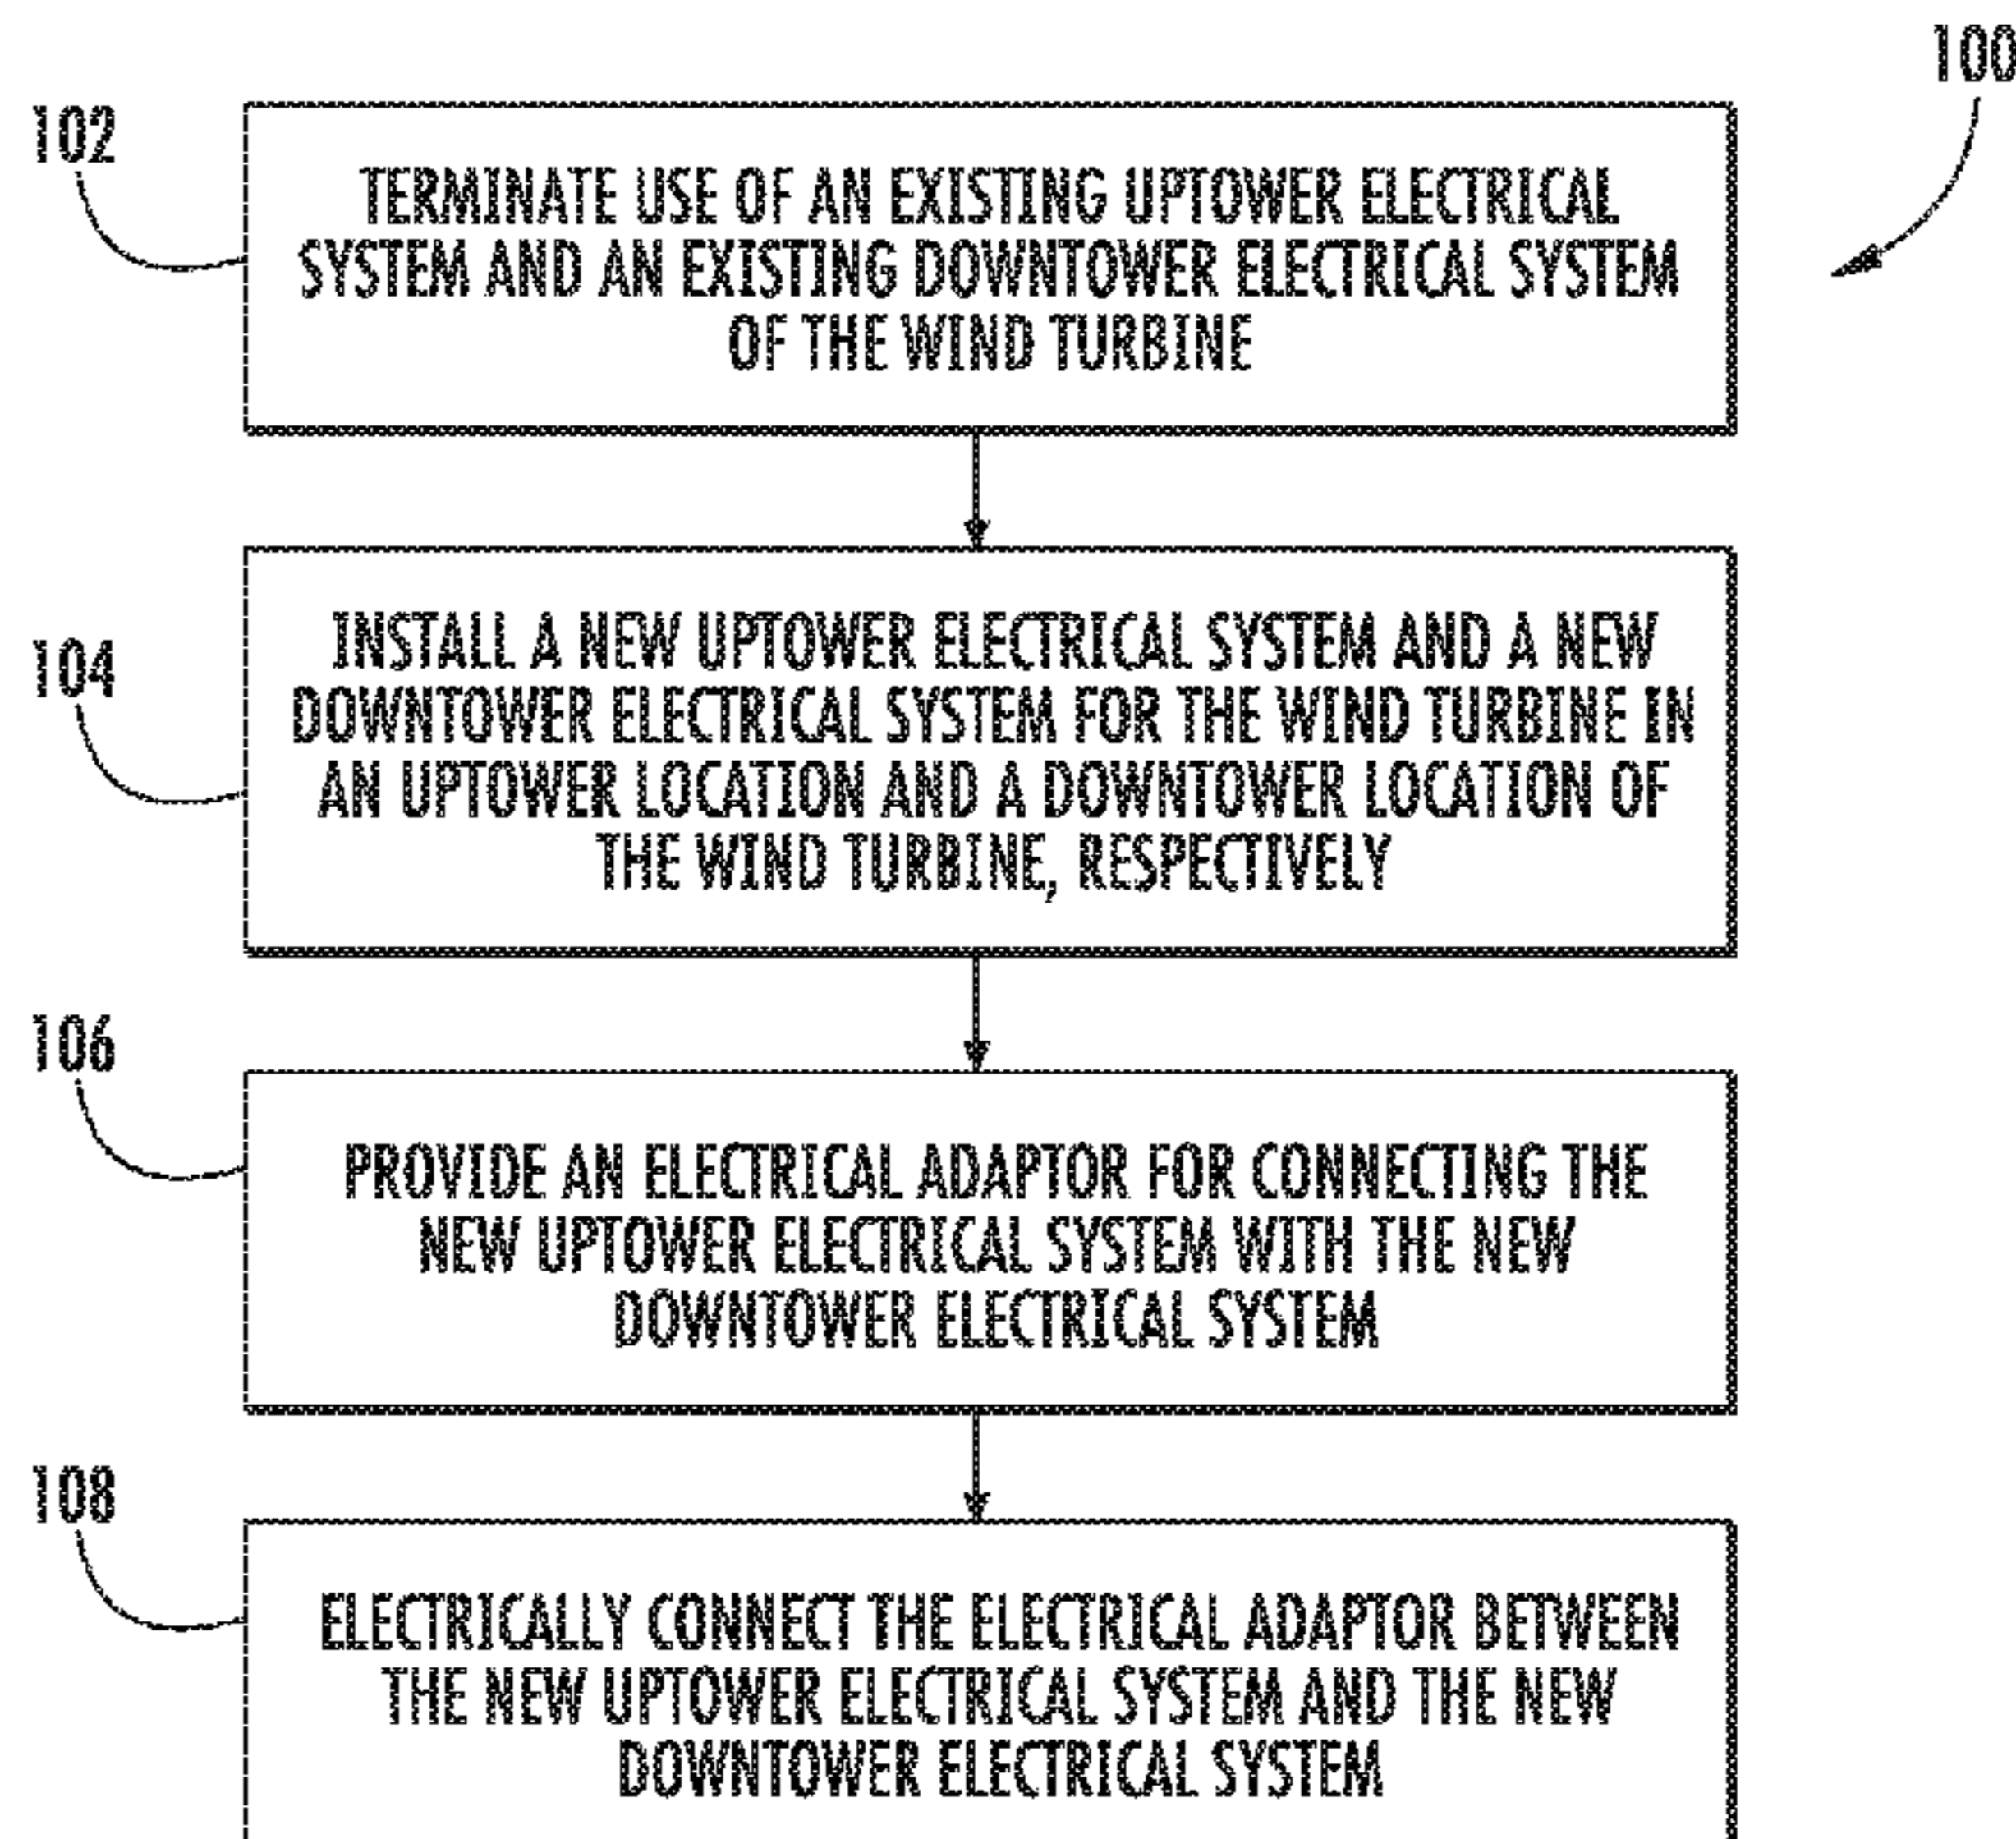 100
102
TERMINATE USE OF AN EXISTING UPTOWER ELECTRICAL
SYSTEM AND AN EXISTING DOWNTOWER ELECTRICAL SYSTEM
OF THE WIND TURBINE
104
INSTALL A NEW UPTOWER ELECTRICAL SYSTEM AND A NEW
DOWNTOWER ELECTRICAL SYSTEM FOR THE WIND TURBINE IN
AN UPTOWER LOCATION AND A DOWNTOWER LOCATION OF
THE WIND TURBINE, RESPECTIVELY
106
PROVIDE AN ELECTRICAL ADAPTOR FOR CONNECTING THE
NEW UPTOWER ELECTRICAL SYSTEM WITH THE NEW
DOWNTOWER ELECTRICAL SYSTEM
108
ELECTRICALLY CONNECT THE ELECTRICAL ADAPTOR BETWEEN
THE NEW UPTOWER ELECTRICAL SYSTEM AND THE NEW
DOWNTOWER ELECTRICAL SYSTEM